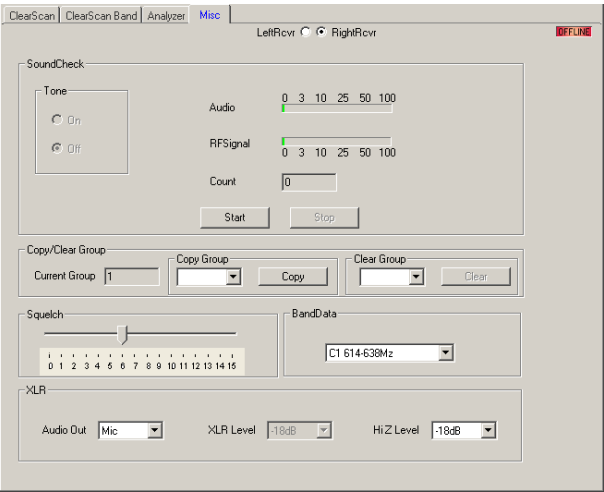 ClearScan ClearScan Band Analyzer Misc
LeftRcvr RightRcvr OFFLINE
SoundCheck
Tone
On
Off
Audio
0 3 10 25 50 100
RFSignal
0 3 10 25 50 100
Count 0
Start Stop
Copy/Clear Group
Current Group 1
Copy Group
Copy
Clear Group
Clear
Squelch
0 1 2 3 4 5 6 7 8 9 10 11 12 13 14 15
BandData
C1 614-638Mz
XLR
Audio Out Mic XLR Level -18dB Hi Z Level -18dB